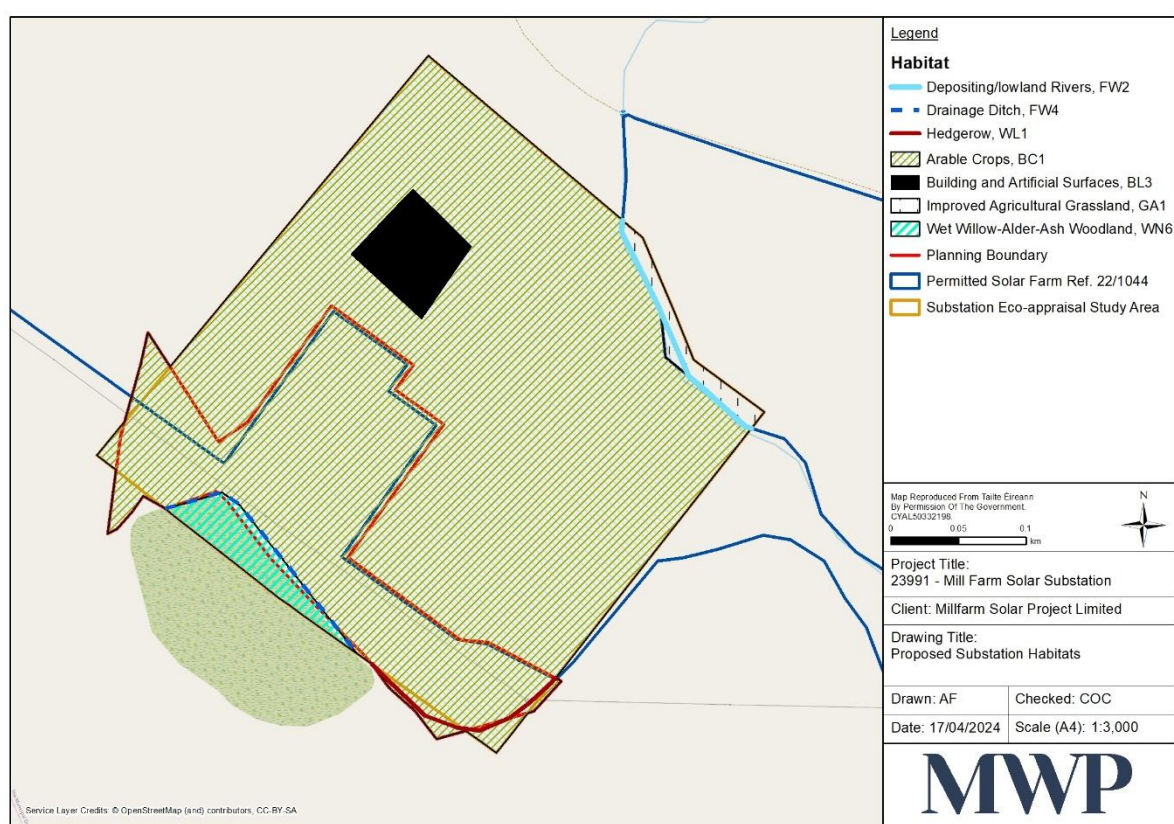 Legend
Habitat
Depositing/lowland Rivers, FW2
Drainage Ditch, FW4
Hedgerow, WL1
Arable Crops, BC1
Building and Artificial Surfaces, BL3
Improved Agricultural Grassland, GA1
Wet Willow-Alder-Ash Woodland, WN6
Planning Boundary
Permitted Solar Farm Ref. 22/1044
Substation Eco-appraisal Study Area
Map Reproduced From Tailte Éireann
By Permission Of The Government.
CYAL50332198.
N
0 0.05 0.1
km
Project Title:
23991 - Mill Farm Solar Substation
Client: Millfarm Solar Project Limited
Drawing Title:
Proposed Substation Habitats
Drawn: AF
Checked: COC
Date: 17/04/2024
Scale (A4): 1:3,000
MWP
Service Layer Credits: © OpenStreetMap (and) contributors, CC-BY-SA